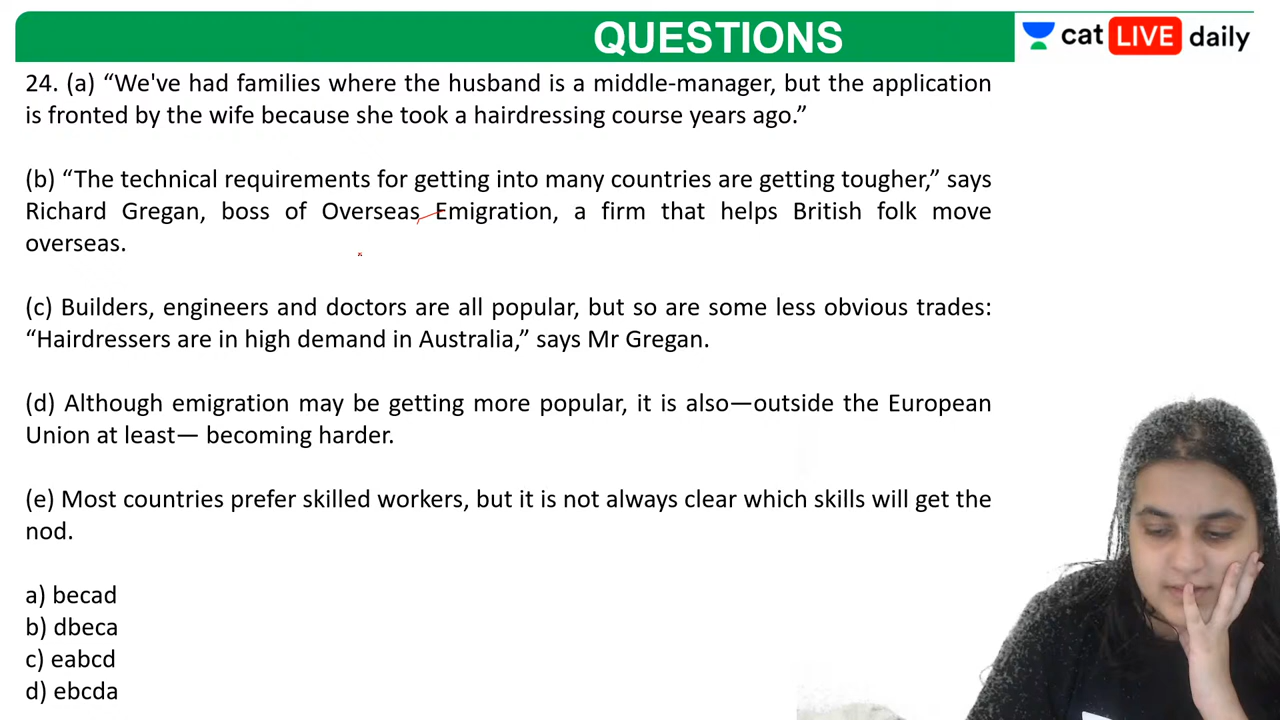 QUESTIONS
cat LIVE daily
24. (a) “We've had families where the husband is a middle-manager, but the application
is fronted by the wife because she took a hairdressing course years ago.”
(b) “The technical requirements for getting into many countries are getting tougher,” says
Richard Gregan, boss of Overseas Emigration, a firm that helps British folk move
overseas.
(c) Builders, engineers and doctors are all popular, but so are some less obvious trades:
“Hairdressers are in high demand in Australia,” says Mr Gregan.
(d) Although emigration may be getting more popular, it is also—outside the European
Union at least— becoming harder.
(e) Most countries prefer skilled workers, but it is not always clear which skills will get the
nod.
a) becad
b) dbeca
c) eabcd
d) ebcda